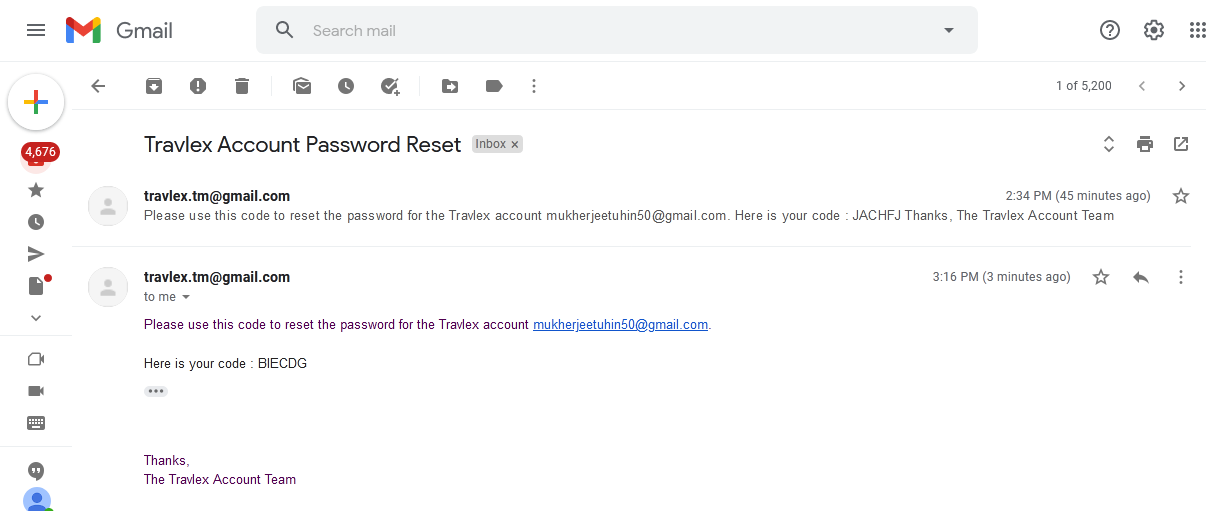 Gmail
Search mail
1 of 5,200
4,676
Travlex Account Password Reset Inbox ×
travlex.tm@gmail.com 2:34 PM (45 minutes ago)
Please use this code to reset the password for the Travlex account mukherjeetuhin50@gmail.com. Here is your code : JACHFJ Thanks, The Travlex Account Team
travlex.tm@gmail.com 3:16 PM (3 minutes ago)
to me
Please use this code to reset the password for the Travlex account mukherjeetuhin50@gmail.com.
Here is your code : BIECDG
Thanks,
The Travlex Account Team